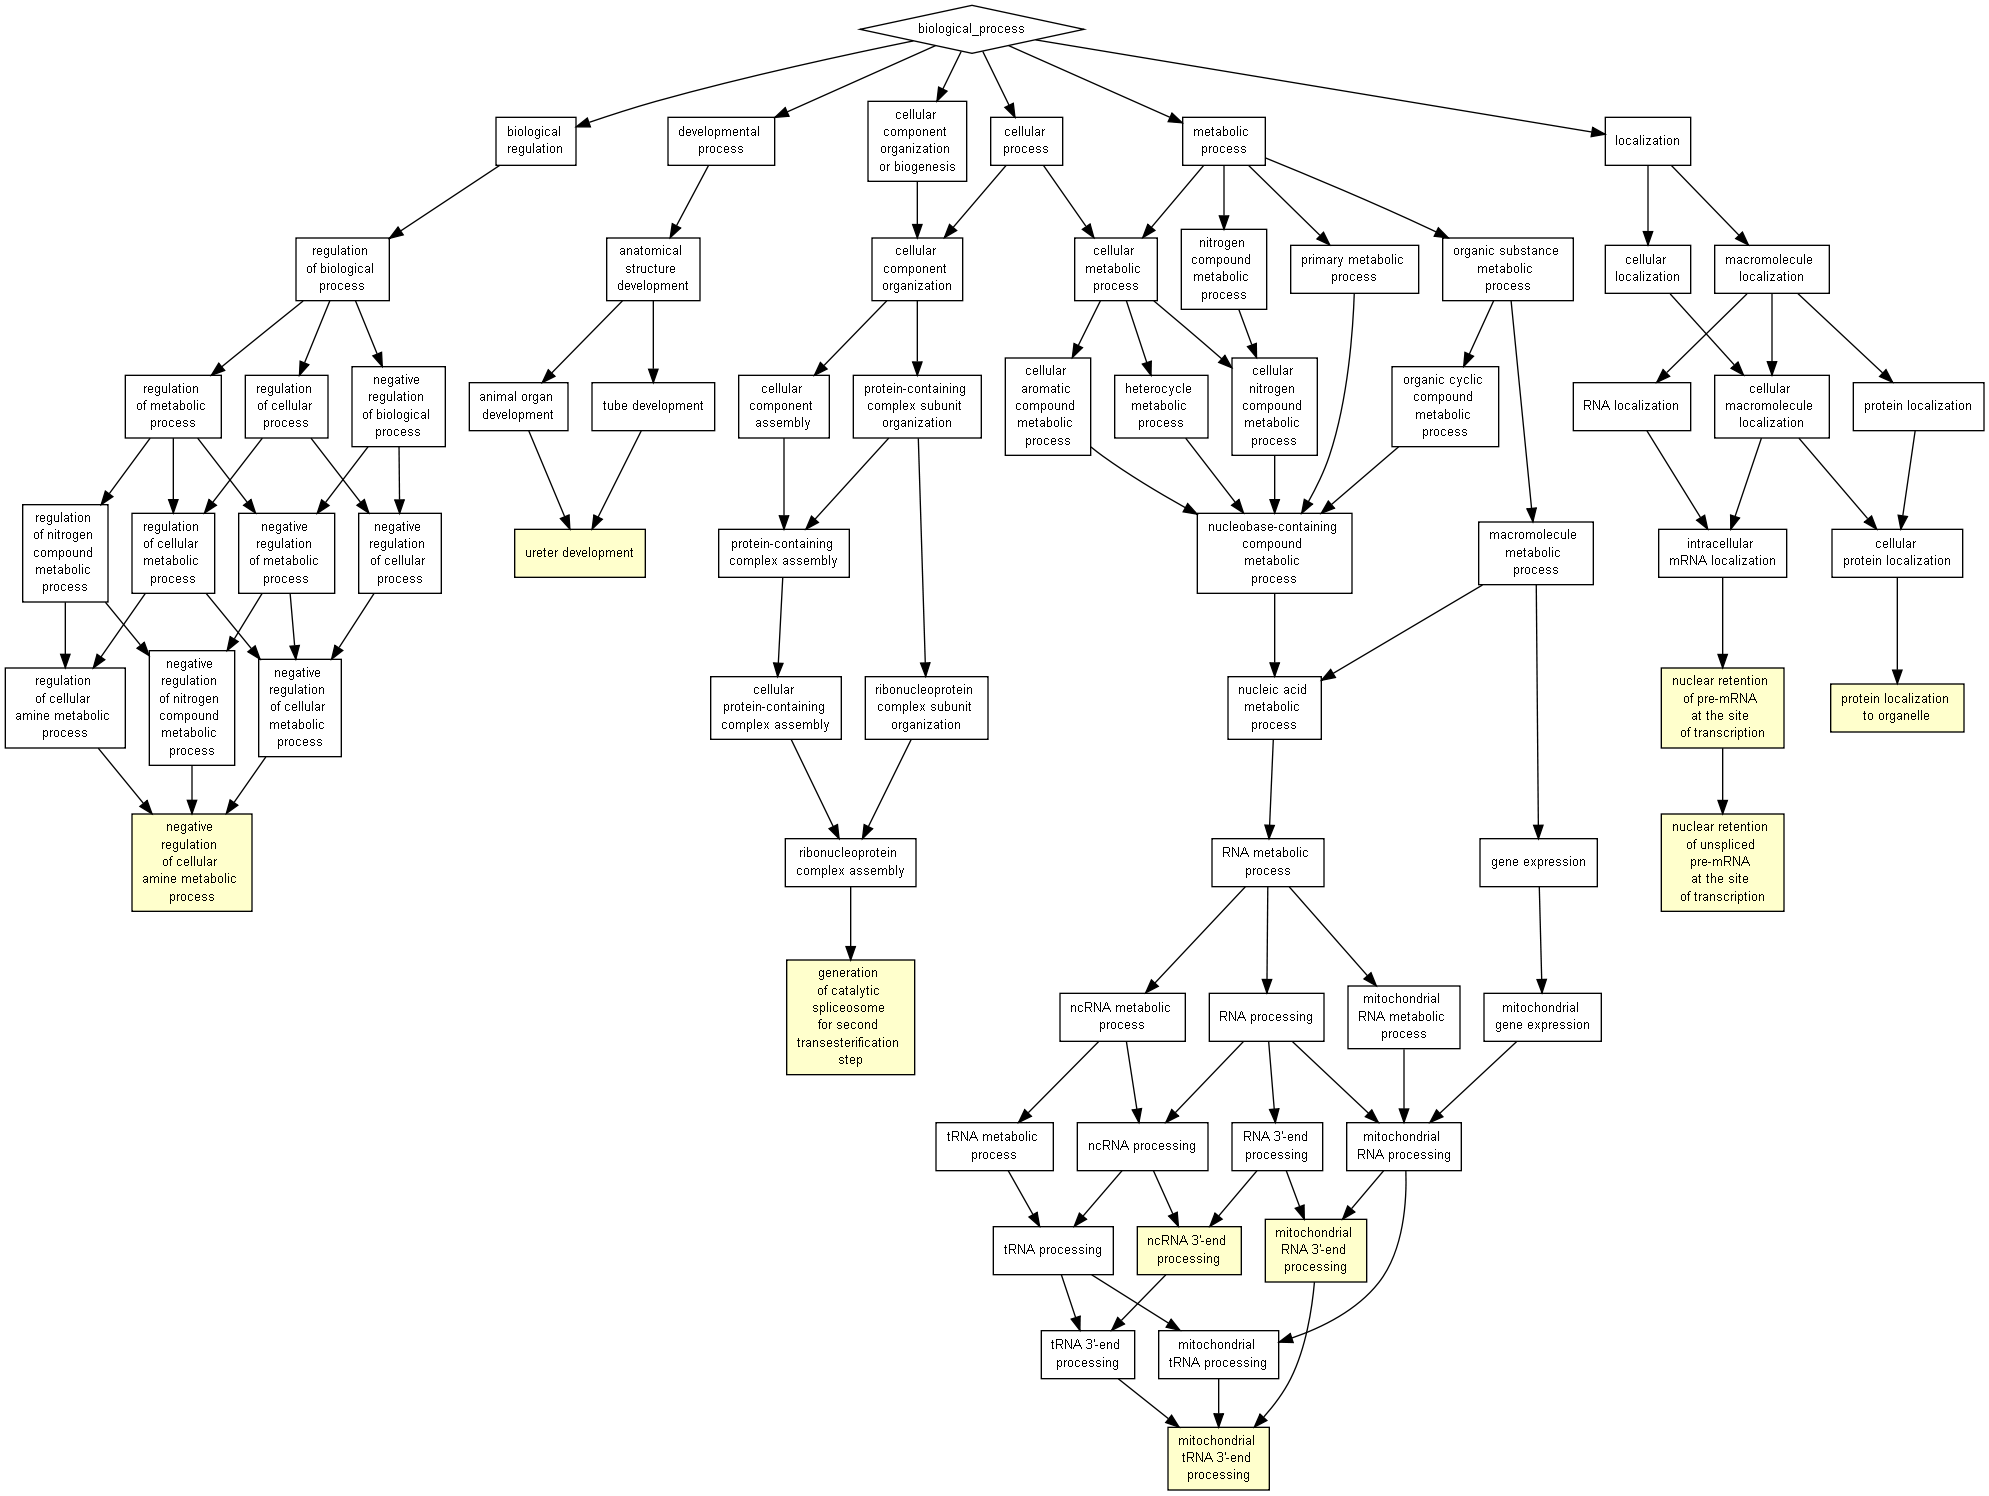 biological_process
biological
regulation
developmental
process
cellular
component
organization
or biogenesis
cellular
process
metabolic
process
localization
regulation
of biological
process
anatomical
structure
development
cellular
component
organization
cellular
metabolic
process
nitrogen
compound
metabolic
process
primary metabolic
process
organic substance
metabolic
process
cellular
localization
macromolecule
localization
regulation
of metabolic
process
regulation
of cellular
process
negative
regulation
of biological
process
animal organ
development
tube development
cellular
component
assembly
protein-containing
complex subunit
organization
cellular
aromatic
compound
metabolic
process
heterocycle
metabolic
process
cellular
nitrogen
compound
metabolic
process
organic cyclic
compound
metabolic
process
RNA localization
cellular
macromolecule
localization
protein localization
regulation
of nitrogen
compound
metabolic
process
regulation
of cellular
metabolic
process
negative
regulation
of metabolic
process
negative
regulation
of cellular
process
ureter development
protein-containing
complex assembly
nucleobase-containing
compound
metabolic
process
macromolecule
metabolic
process
intracellular
mRNA localization
cellular
protein localization
regulation
of cellular
amine metabolic
process
negative
regulation
of nitrogen
compound
metabolic
process
negative
regulation
of cellular
metabolic
process
cellular
protein-containing
complex assembly
ribonucleoprotein
complex subunit
organization
nucleic acid
metabolic
process
nuclear retention
of pre-mRNA
at the site
of transcription
protein localization
to organelle
negative
regulation
of cellular
amine metabolic
process
ribonucleoprotein
complex assembly
RNA metabolic
process
gene expression
nuclear retention
of unspliced
pre-mRNA
at the site
of transcription
generation
of catalytic
spliceosome
for second
transesterification
step
ncRNA metabolic
process
RNA processing
mitochondrial
RNA metabolic
process
mitochondrial
gene expression
tRNA metabolic
process
ncRNA processing
RNA 3'-end
processing
mitochondrial
RNA processing
tRNA processing
ncRNA 3'-end
processing
mitochondrial
RNA 3'-end
processing
tRNA 3'-end
processing
mitochondrial
tRNA processing
mitochondrial
tRNA 3'-end
processing